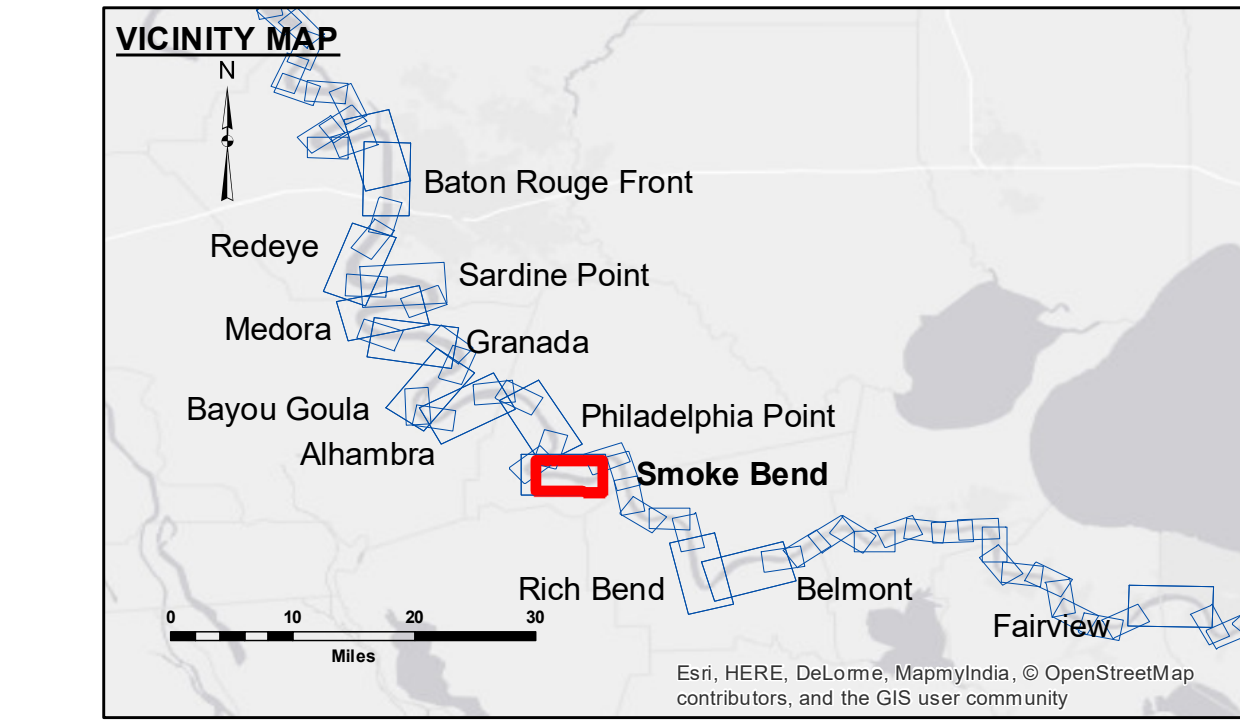 VICINITY MAP
N
Baton Rouge Front
Redeye
Sardine Point
Medora
Granada
Bayou Goula
Philadelphia Point
Alhambra
Smoke Bend
Rich Bend
Belmont
0 10 20 30
Fairview
Miles
Esri, HERE, DeLorme, MapmyIndia, © OpenStreetMap
contributors, and the GIS user community